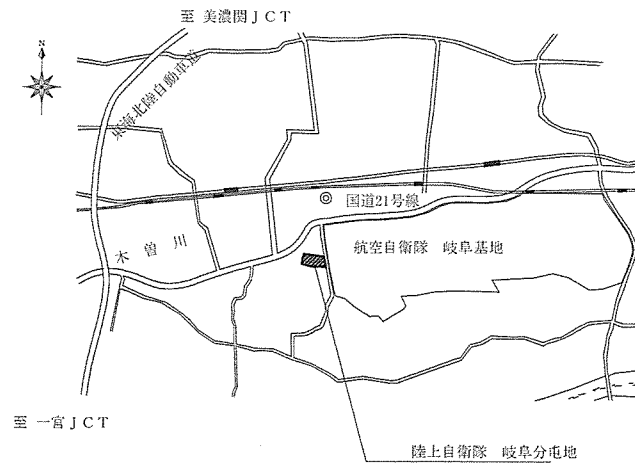 至 美濃関JCT
N
東海北陸自動車道
国道21号線
木曽川
航空自衛隊 岐阜基地
至 一宮JCT
陸上自衛隊 岐阜分屯地